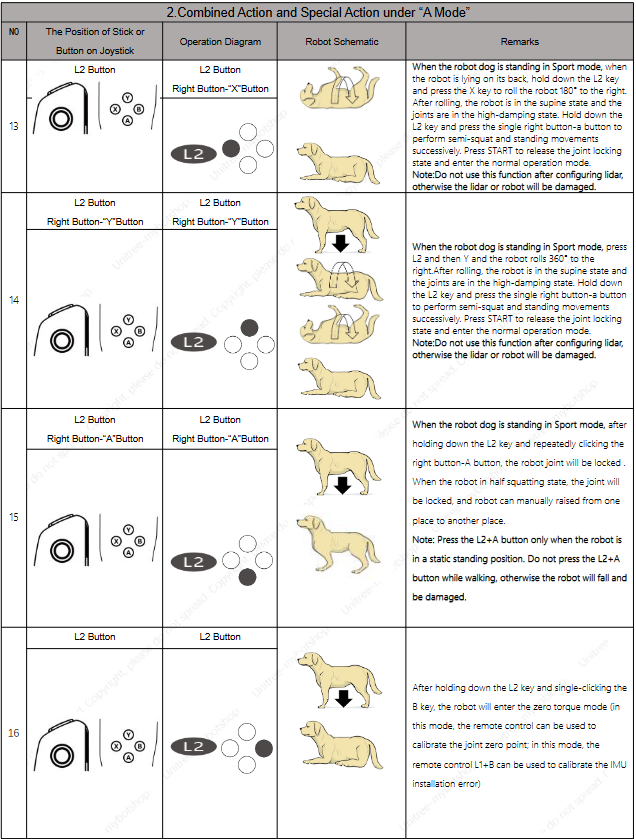 2.Combined Action and Special Action under “A Mode”
NO
The Position of Stick or
Button on Joystick
Operation Diagram
Robot Schematic
Remarks
13
L2 Button
X
Y
B
A
L2 Button
Right Button-“X”Button
L2
When the robot dog is standing in Sport mode, when
the robot is lying on its back, hold down the L2 key
and press the X key to roll the robot 180° to the right.
After rolling, the robot is in the supine state and the
joints are in the high-damping state. Hold down the
L2 key and press the single right button-a button to
perform semi-squat and standing movements
successively. Press START to release the joint locking
state and enter the normal operation mode.
Note:Do not use this function after configuring lidar,
otherwise the lidar or robot will be damaged.
14
L2 Button
Right Button-“Y”Button
X
Y
B
A
L2 Button
Right Button-“Y”Button
L2
When the robot dog is standing in Sport mode, press
L2 and then Y and the robot rolls 360° to the
right.After rolling, the robot is in the supine state and
the joints are in the high-damping state. Hold down
the L2 key and press the single right button-a button
to perform semi-squat and standing movements
successively. Press START to release the joint locking
state and enter the normal operation mode.
Note:Do not use this function after configuring lidar,
otherwise the lidar or robot will be damaged.
15
L2 Button
Right Button-“A”Button
X
Y
B
A
L2 Button
Right Button-“A”Button
L2
When the robot dog is standing in Sport mode, after
holding down the L2 key and repeatedly clicking the
right button-A button, the robot joint will be locked .
When the robot in half squatting state, the joint will
be locked, and robot can manually raised from one
place to another place.
Note: Press the L2+A button only when the robot is
in a static standing position. Do not press the L2+A
button while walking, otherwise the robot will fall and
be damaged.
16
L2 Button
X
Y
B
A
L2 Button
L2
After holding down the L2 key and single-clicking the
B key, the robot will enter the zero torque mode (in
this mode, the remote control can be used to
calibrate the joint zero point; in this mode, the
remote control L1+B can be used to calibrate the IMU
installation error)